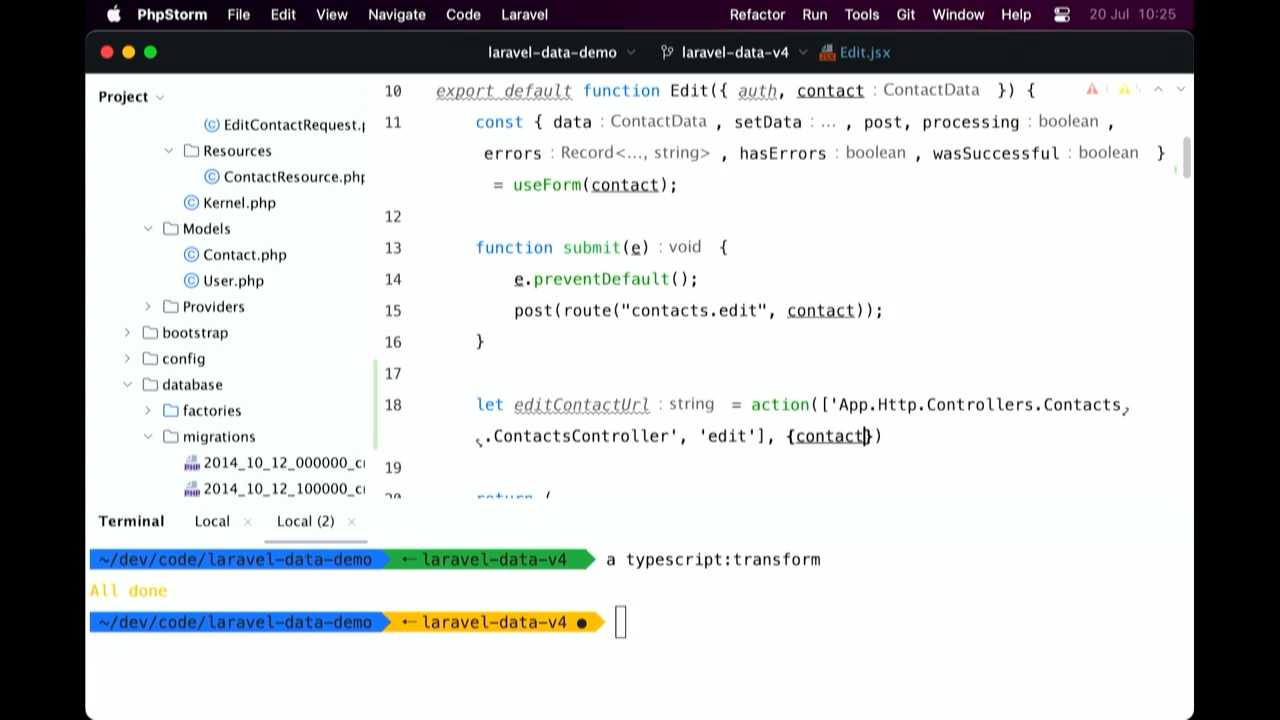 PhpStorm File Edit View Navigate Code Laravel Refactor Run Tools Git Window Help 20 Jul 10:25
laravel-data-demo laravel-data-v4 Edit.jsx
Project
EditContactRequest.p
Resources
ContactResource.php
Kernel.php
Models
Contact.php
User.php
Providers
bootstrap
config
database
factories
migrations
2014_10_12_000000_c
2014_10_12_100000_c
10 export default function Edit({ auth, contact : ContactData }) {
11 const { data : ContactData , setData : ... , post, processing : boolean ,
errors : Record<..., string> , hasErrors : boolean , wasSuccessful : boolean }
= useForm(contact);
12
13 function submit(e) : void {
14 e.preventDefault();
15 post(route("contacts.edit", contact));
16 }
17
18 let editContactUrl : string = action(['App.Http.Controllers.Contacts
.ContactsController', 'edit'], {contact})
19
20 return (
Terminal Local Local (2)
~/dev/code/laravel-data-demo laravel-data-v4 a typescript:transform
All done
~/dev/code/laravel-data-demo laravel-data-v4 ●